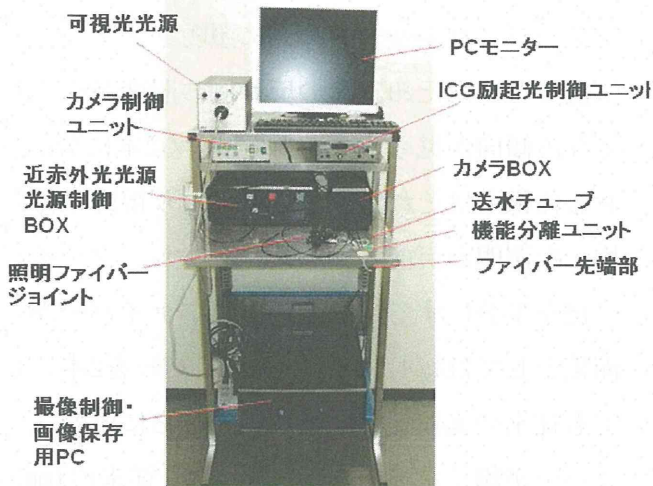 可視光光源
PCモニター
ICG励起光制御ユニット
カメラ制御
ユニット
近赤外光光源
光源制御
BOX
カメラBOX
送水チューブ
機能分離ユニット
ファイバー先端部
照明ファイバー
ジョイント
撮像制御・
画像保存
用PC